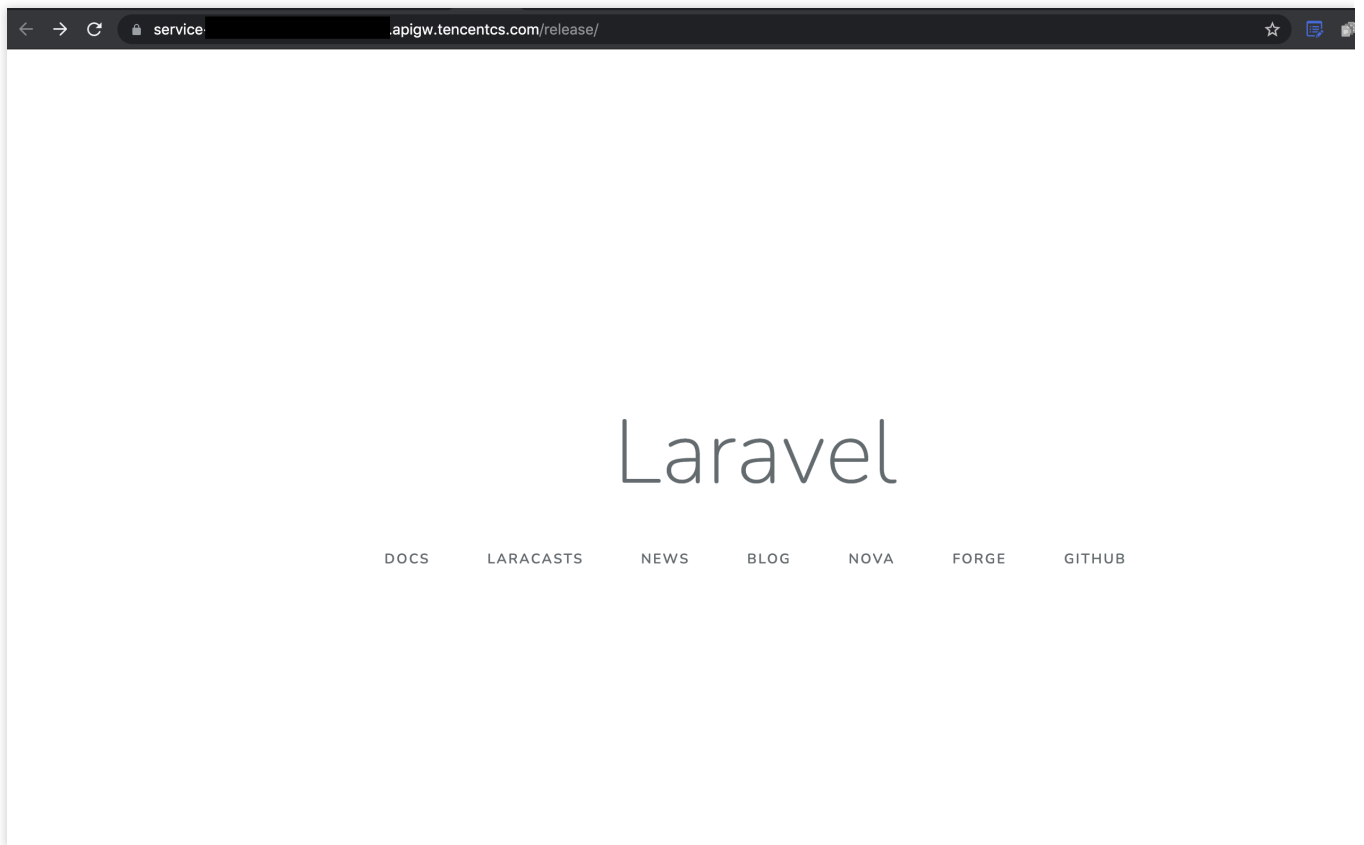 service-.apigw.tencentcs.com/release/
Laravel
DOCS LARACASTS NEWS BLOG NOVA FORGE GITHUB